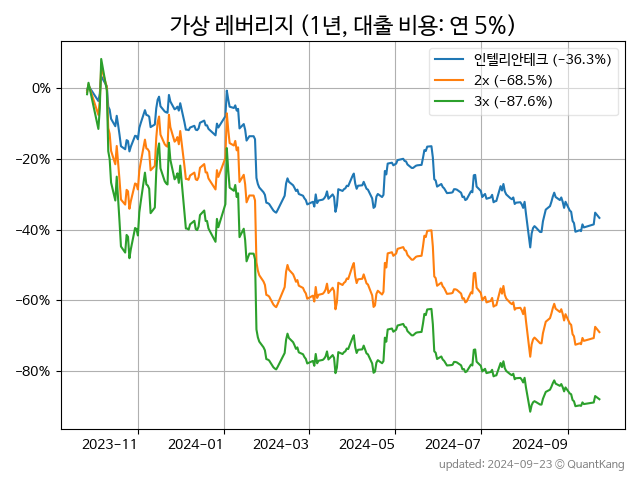 가상 레버리지 (1년, 대출 비용: 연 5%)
인텔리안테크 (−36.3%)
2x (−68.5%)
3x (−87.6%)
0%
−20%
−40%
−60%
−80%
2023−11 2024−01 2024−03 2024−05 2024−07 2024−09
updated: 2024−09−23 © QuantKang